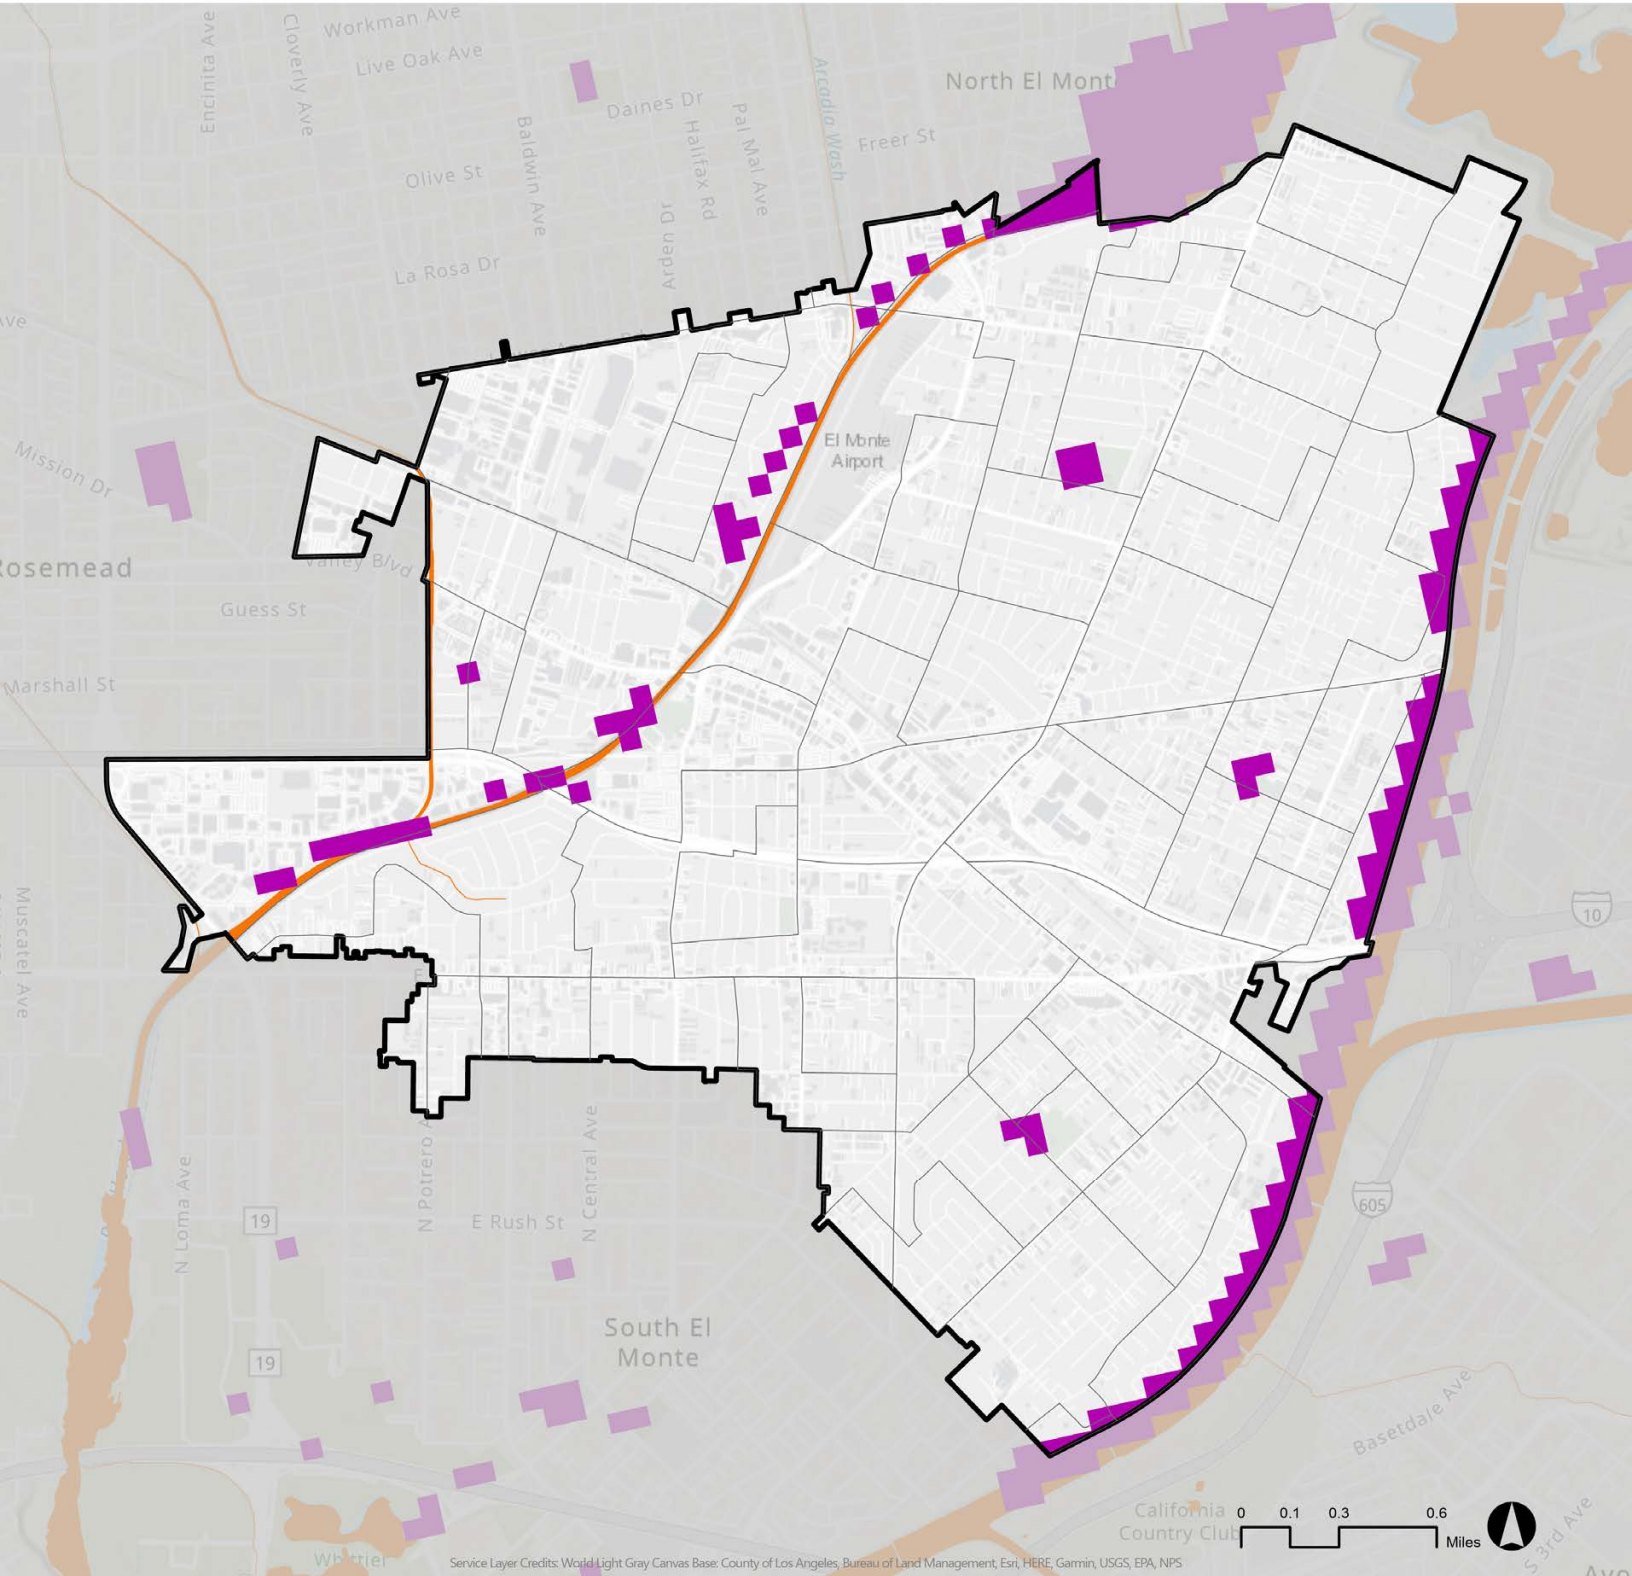 Workman Ave
Live Oak Ave
Encinita Ave
Cloverly Ave
North El Mont
Daines Dr
Arcadia Wash
Freer St
Pal Mal Ave
Halifax Rd
Baldwin Ave
Olive St
Arden Dr
La Rosa Dr
Ave
El Monte
Airport
Mission Dr
Rosemead
Valley Blvd
Guess St
Marshall St
Muscatel Ave
10
N Loma Ave
N Potrero A
N Central Ave
19
E Rush St
605
South El
Monte
19
Basetdale Ave
California
Country Club
0 0.1 0.3 0.6
Miles
S 3rd Ave
Whittier
Service Layer Credits: World Light Gray Canvas Base: County of Los Angeles, Bureau of Land Management, Esri, HERE, Garmin, USGS, EPA, NPS